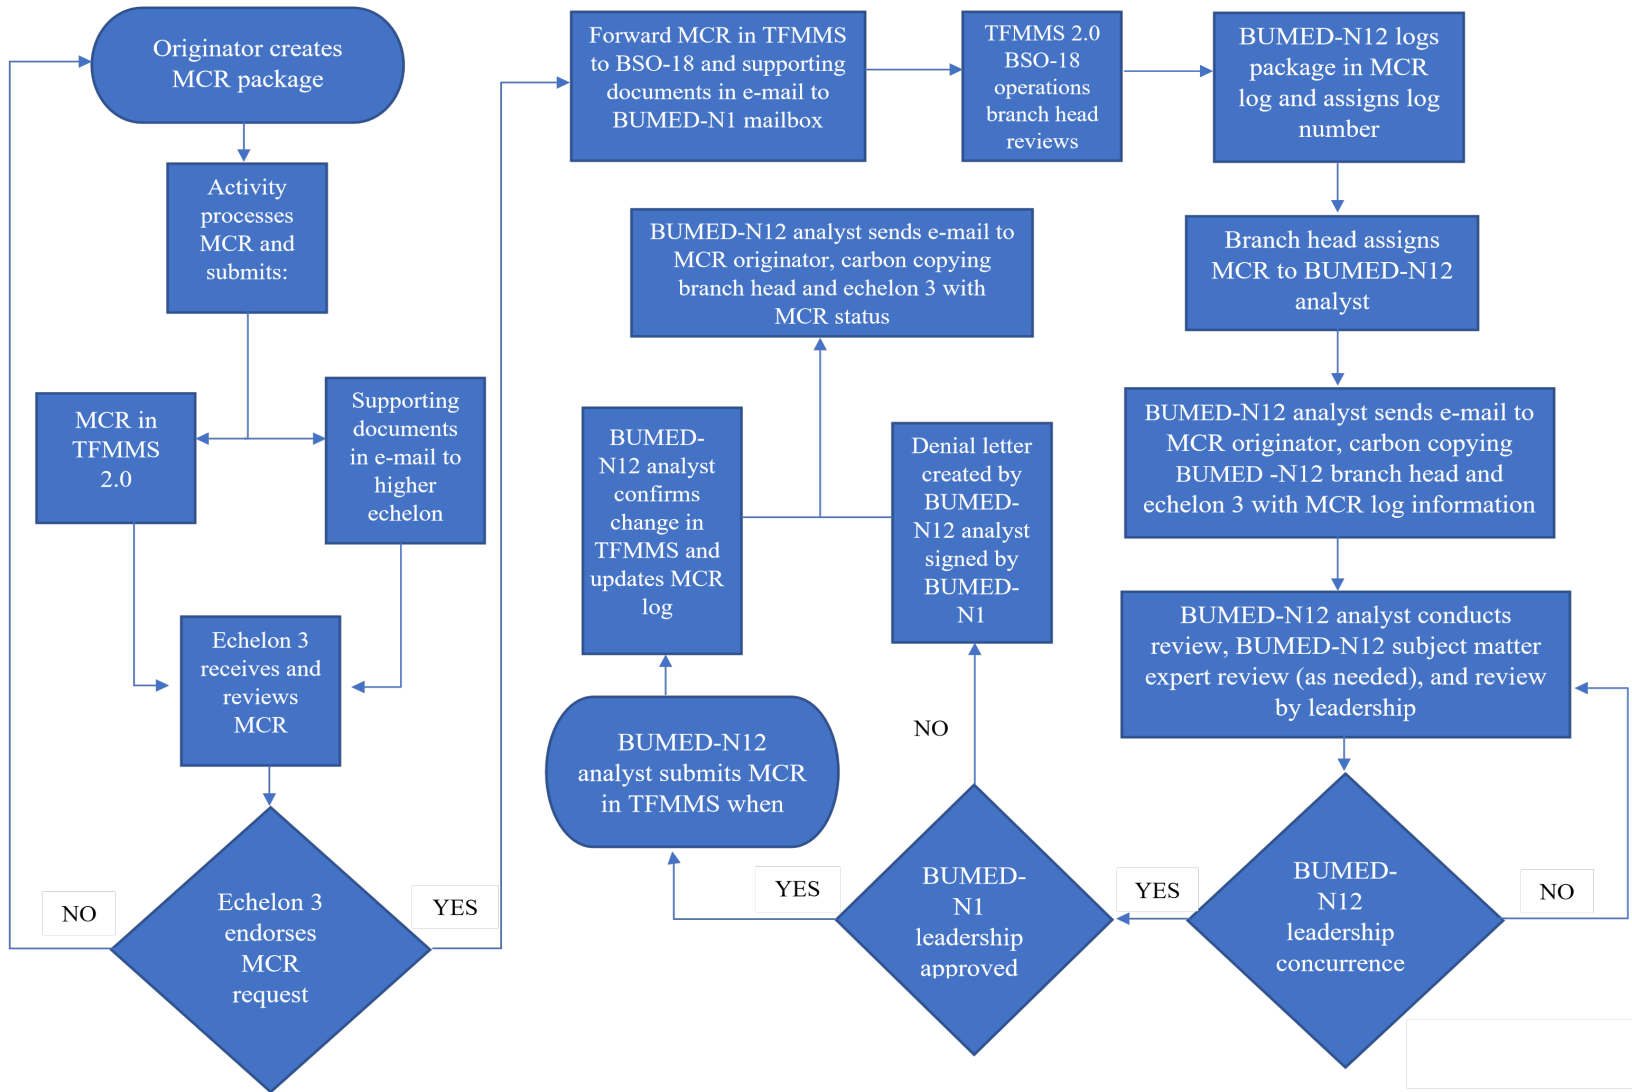 Originator creates
MCR package
Activity
processes
MCR and
submits:
MCR in
TFMMS
2.0
Supporting
documents
in e-mail to
higher
echelon
Echelon 3
receives and
reviews
MCR
Echelon 3
endorses
MCR
request
NO
YES
Forward MCR in TFMMS
to BSO-18 and supporting
documents in e-mail to
BUMED-N1 mailbox
TFMMS 2.0
BSO-18
operations
branch head
reviews
BUMED-N12 logs
package in MCR
log and assigns log
number
Branch head assigns
MCR to BUMED-N12
analyst
BUMED-N12 analyst sends e-mail to
MCR originator, carbon copying
BUMED -N12 branch head and
echelon 3 with MCR log information
BUMED-N12 analyst conducts
review, BUMED-N12 subject matter
expert review (as needed), and review
by leadership
BUMED-
N12
leadership
concurrence
NO
YES
BUMED-
N1
leadership
approved
NO
YES
Denial letter
created by
BUMED-
N12 analyst
signed by
BUMED-
N1
BUMED-N12
analyst submits MCR
in TFMMS when
BUMED-
N12 analyst
confirms
change in
TFMMS and
updates MCR
log
BUMED-N12 analyst sends e-mail to
MCR originator, carbon copying
branch head and echelon 3 with
MCR status